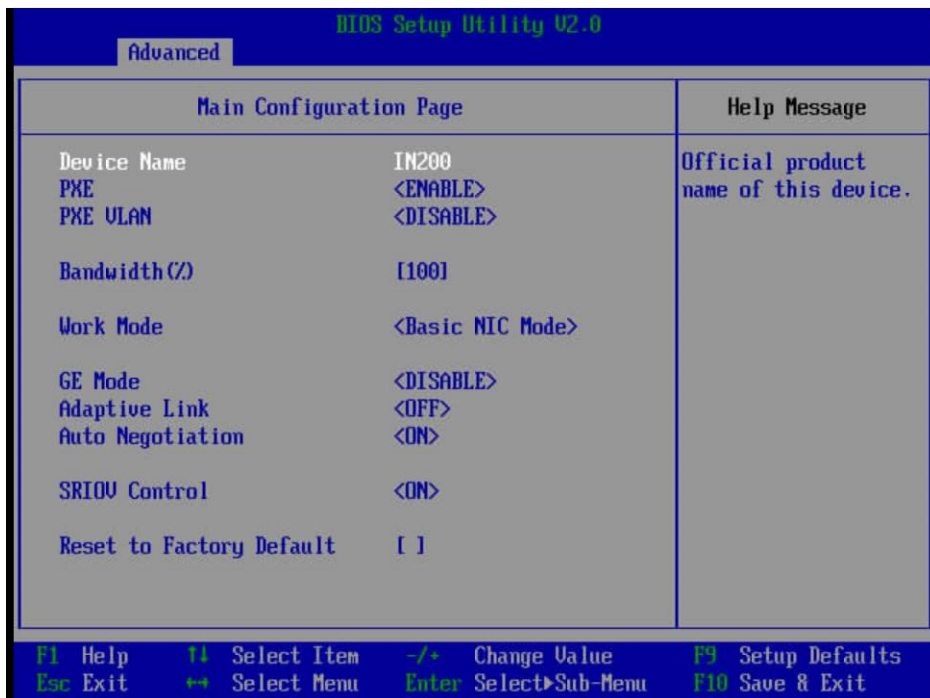 BIOS Setup Utility V2.0
Advanced
Main Configuration Page
Help Message
Device Name IN200
Official product
name of this device.
PXE <ENABLE>
PXE VLAN <DISABLE>
Bandwidth(%) [100]
Work Mode <Basic NIC Mode>
GE Mode <DISABLE>
Adaptive Link <OFF>
Auto Negotiation <ON>
SRIOV Control <ON>
Reset to Factory Default [ ]
F1 Help ↑↓ Select Item -/+ Change Value F9 Setup Defaults
Esc Exit ←→ Select Menu Enter Select▶Sub-Menu F10 Save & Exit